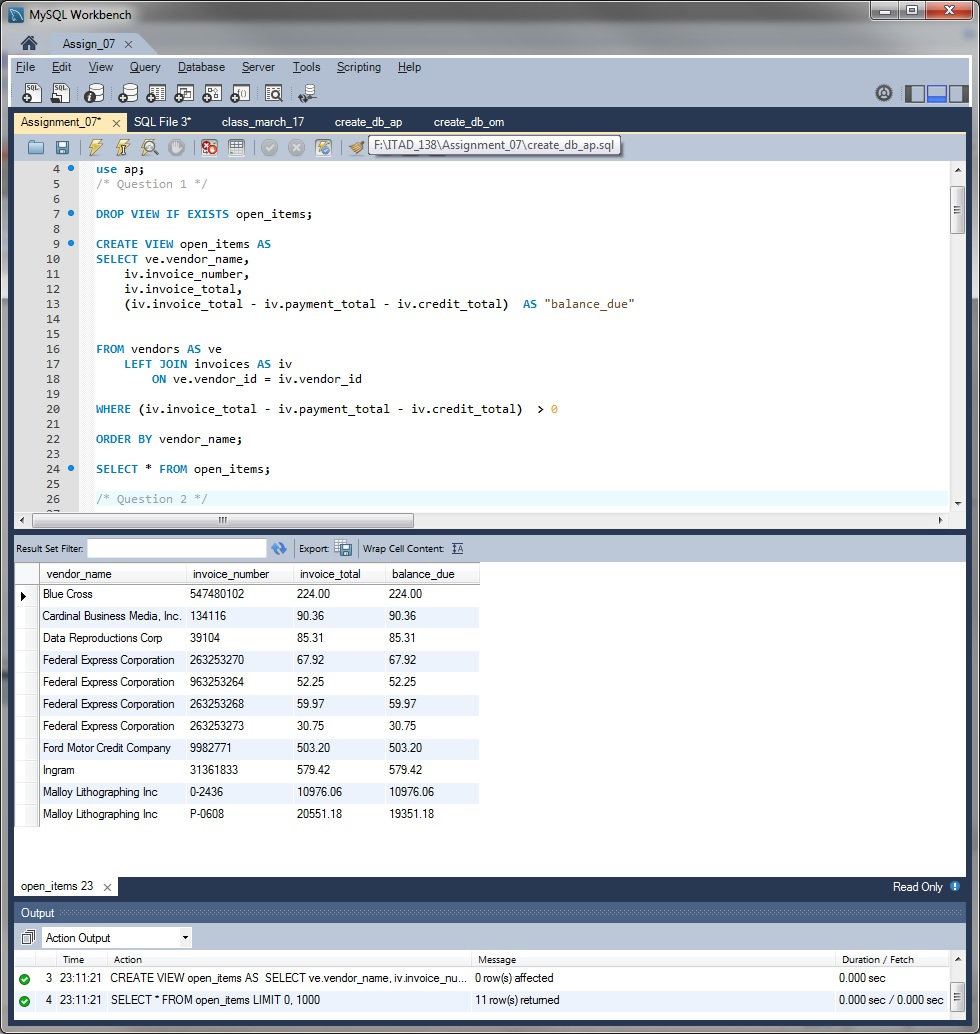 MySQL Workbench
Assign_07
File Edit View Query Database Server Tools Scripting Help
Assignment_07* SQL File 3* class_march_17 create_db_ap create_db_om
F:\ITAD_138\Assignment_07\create_db_ap.sql
4 use ap;
5 /* Question 1 */
6
7 DROP VIEW IF EXISTS open_items;
8
9 CREATE VIEW open_items AS
10 SELECT ve.vendor_name,
11 iv.invoice_number,
12 iv.invoice_total,
13 (iv.invoice_total - iv.payment_total - iv.credit_total) AS "balance_due"
14
15
16 FROM vendors AS ve
17 LEFT JOIN invoices AS iv
18 ON ve.vendor_id = iv.vendor_id
19
20 WHERE (iv.invoice_total - iv.payment_total - iv.credit_total) > 0
21
22 ORDER BY vendor_name;
23
24 SELECT * FROM open_items;
25
26 /* Question 2 */
Result Set Filter: Export: Wrap Cell Content:
vendor_name invoice_number invoice_total balance_due
Blue Cross 547480102 224.00 224.00
Cardinal Business Media, Inc. 134116 90.36 90.36
Data Reproductions Corp 39104 85.31 85.31
Federal Express Corporation 263253270 67.92 67.92
Federal Express Corporation 963253264 52.25 52.25
Federal Express Corporation 263253268 59.97 59.97
Federal Express Corporation 263253273 30.75 30.75
Ford Motor Credit Company 9982771 503.20 503.20
Ingram 31361833 579.42 579.42
Malloy Lithographing Inc 0-2436 10976.06 10976.06
Malloy Lithographing Inc P-0608 20551.18 19351.18
open_items 23 Read Only
Output
Action Output
Time Action Message Duration / Fetch
3 23:11:21 CREATE VIEW open_items AS SELECT ve.vendor_name, iv.invoice_nu... 0 row(s) affected 0.000 sec
4 23:11:21 SELECT * FROM open_items LIMIT 0, 1000 11 row(s) returned 0.000 sec / 0.000 sec